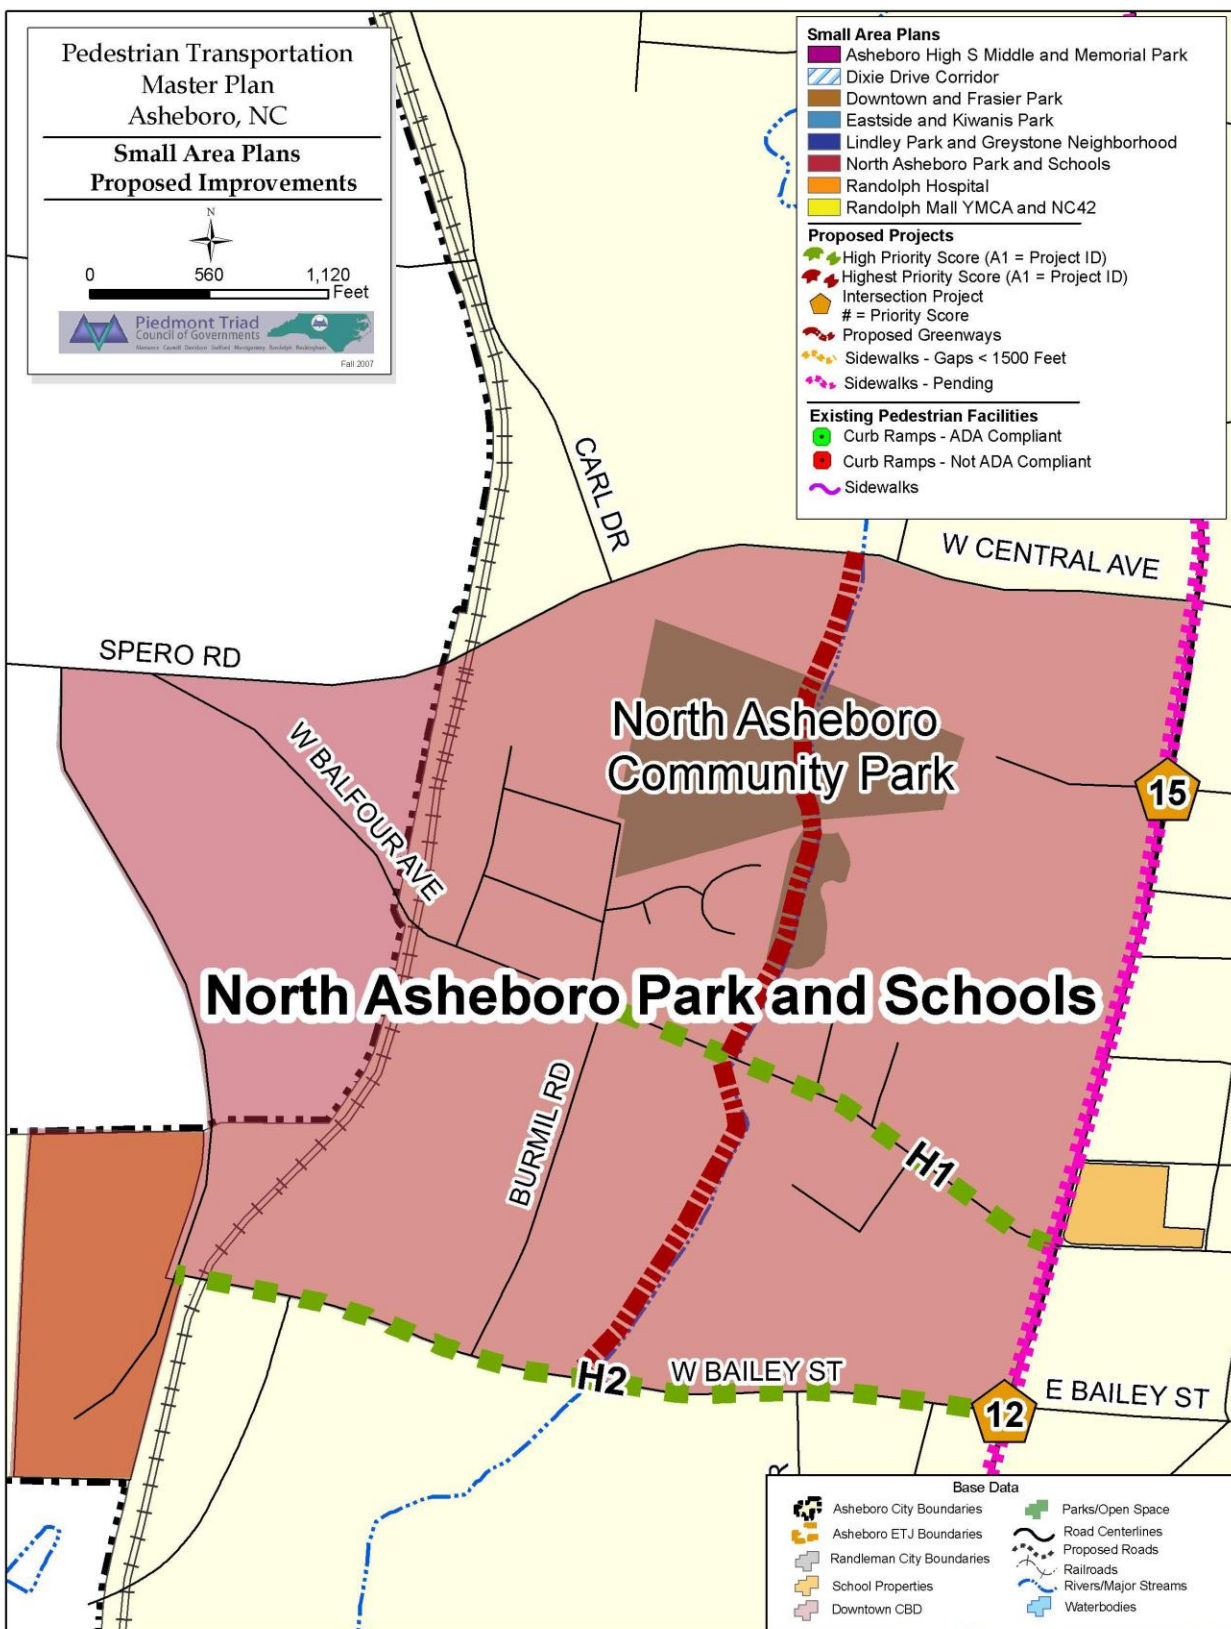 Pedestrian Transportation
Master Plan
Asheboro, NC
Small Area Plans
Proposed Improvements
N
0 560 1,120
Feet
Piedmont Triad
Council of Governments
Fall 2007
Small Area Plans
Asheboro High S Middle and Memorial Park
Dixie Drive Corridor
Downtown and Frasier Park
Eastside and Kiwanis Park
Lindley Park and Greystone Neighborhood
North Asheboro Park and Schools
Randolph Hospital
Randolph Mall YMCA and NC42
Proposed Projects
High Priority Score (A1 = Project ID)
Highest Priority Score (A1 = Project ID)
Intersection Project
# = Priority Score
Proposed Greenways
Sidewalks - Gaps < 1500 Feet
Sidewalks - Pending
Existing Pedestrian Facilities
Curb Ramps - ADA Compliant
Curb Ramps - Not ADA Compliant
Sidewalks
CARL DR
W CENTRAL AVE
SPERO RD
W BALFOUR AVE
North Asheboro
Community Park
15
North Asheboro Park and Schools
BURMIL RD
H1
H2
W BAILEY ST
12
E BAILEY ST
R
Base Data
Asheboro City Boundaries
Asheboro ETJ Boundaries
Randleman City Boundaries
School Properties
Downtown CBD
Parks/Open Space
Road Centerlines
Proposed Roads
Railroads
Rivers/Major Streams
Waterbodies